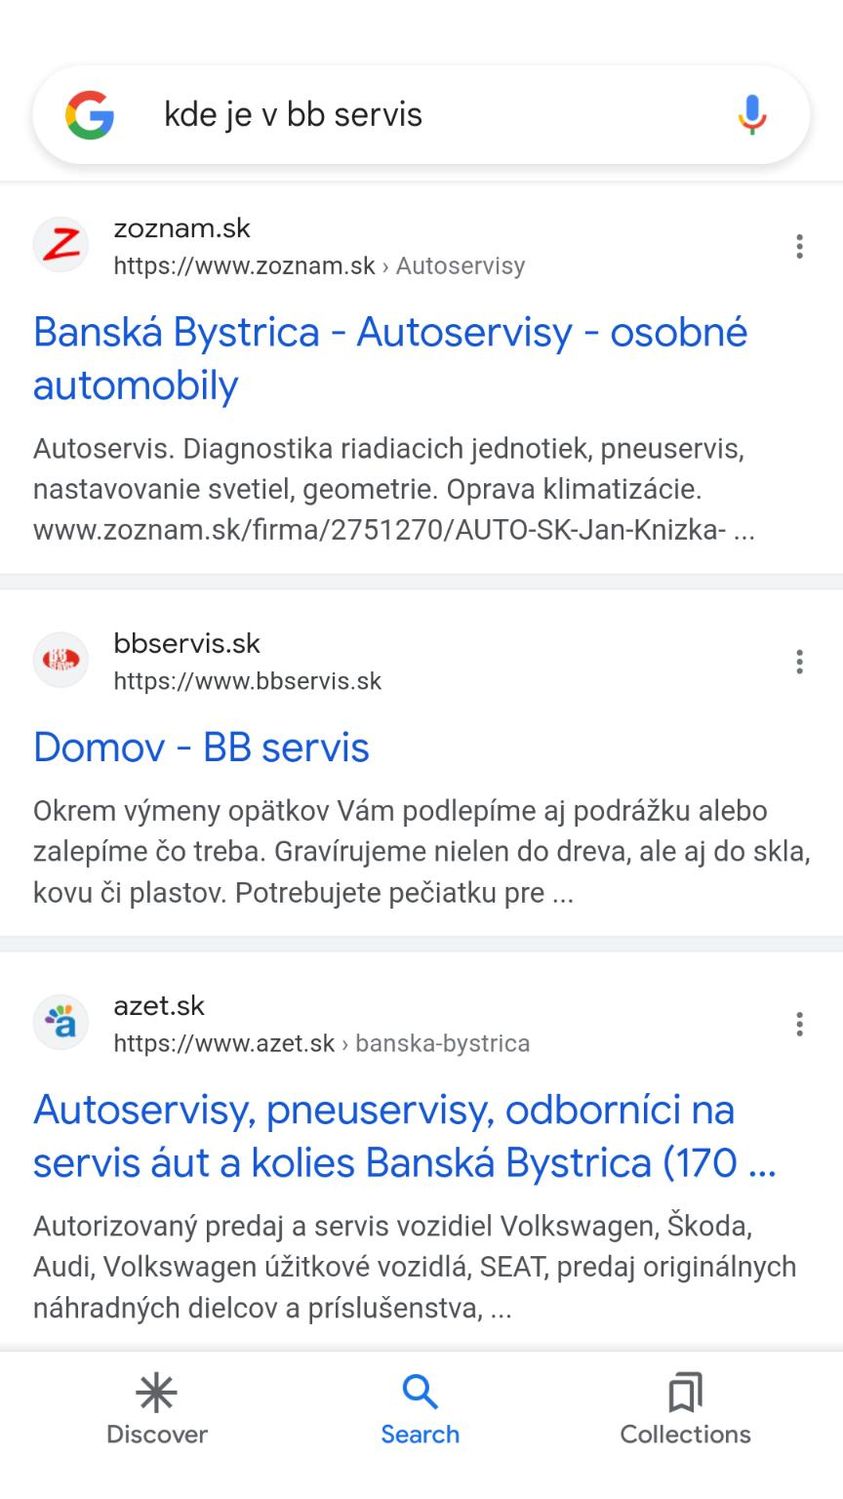 kde je v bb servis
zoznam.sk
https://www.zoznam.sk › Autoservisy
Banská Bystrica - Autoservisy - osobné
automobily
Autoservis. Diagnostika riadiacich jednotiek, pneuservis,
nastavovanie svetiel, geometrie. Oprava klimatizácie.
www.zoznam.sk/firma/2751270/AUTO-SK-Jan-Knizka- ...
bbservis.sk
https://www.bbservis.sk
Domov - BB servis
Okrem výmeny opätkov Vám podlepíme aj podrážku alebo
zalepíme čo treba. Gravírujeme nielen do dreva, ale aj do skla,
kovu či plastov. Potrebujete pečiatku pre ...
azet.sk
https://www.azet.sk › banska-bystrica
Autoservisy, pneuservisy, odborníci na
servis áut a kolies Banská Bystrica (170 ...
Autorizovaný predaj a servis vozidiel Volkswagen, Škoda,
Audi, Volkswagen úžitkové vozidlá, SEAT, predaj originálnych
náhradných dielcov a príslušenstva, ...
Discover
Search
Collections